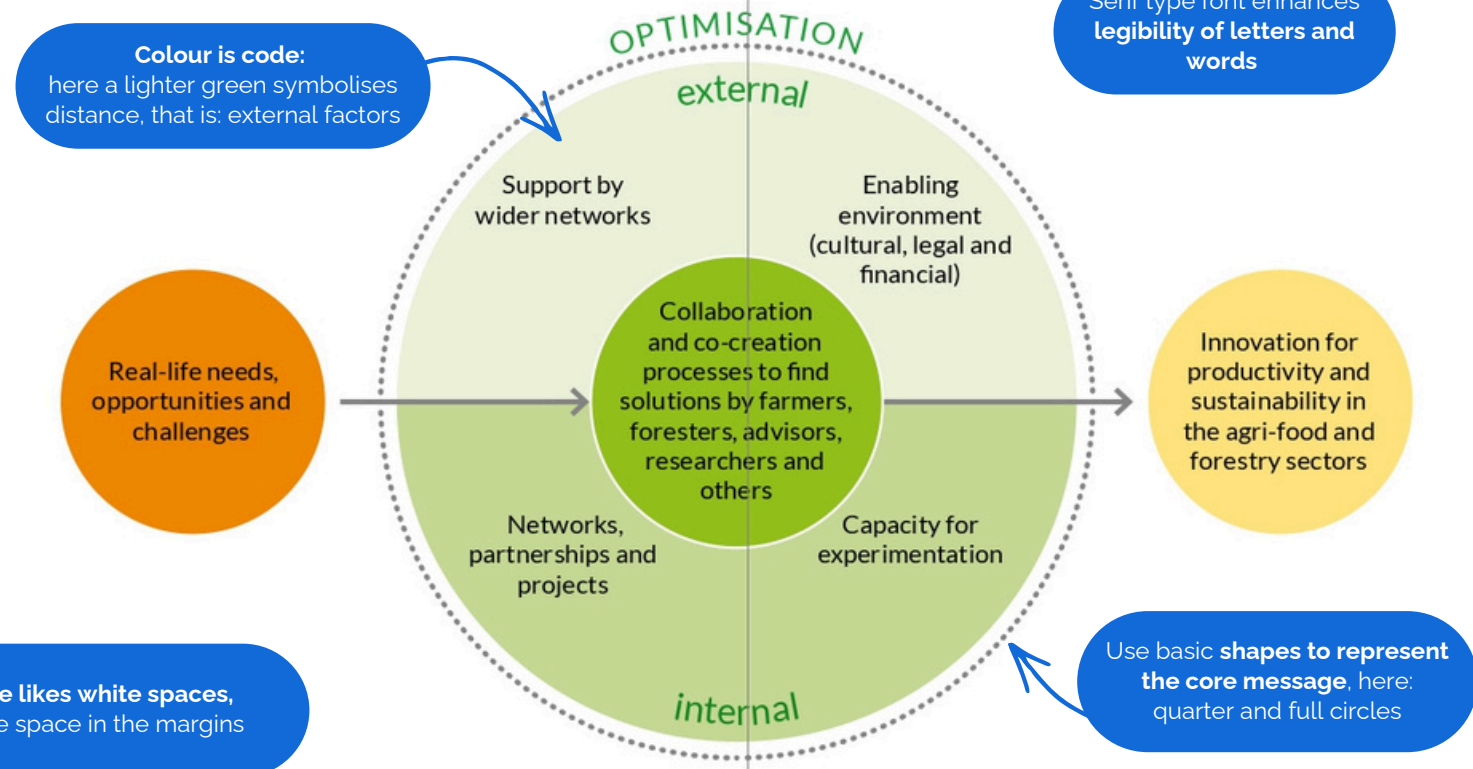 Serif type font enhances
legibility of letters and
words
OPTIMISATION
Colour is code:
here a lighter green symbolises
distance, that is: external factors
external
Support by
wider networks
Enabling
environment
(cultural, legal and
financial)
Real-life needs,
opportunities and
challenges
Collaboration
and co-creation
processes to find
solutions by farmers,
foresters, advisors,
researchers and
others
Innovation for
productivity and
sustainability in
the agri-food and
forestry sectors
Networks,
partnerships and
projects
Capacity for
experimentation
internal
likes white spaces,
space in the margins
Use basic shapes to represent
the core message, here:
quarter and full circles